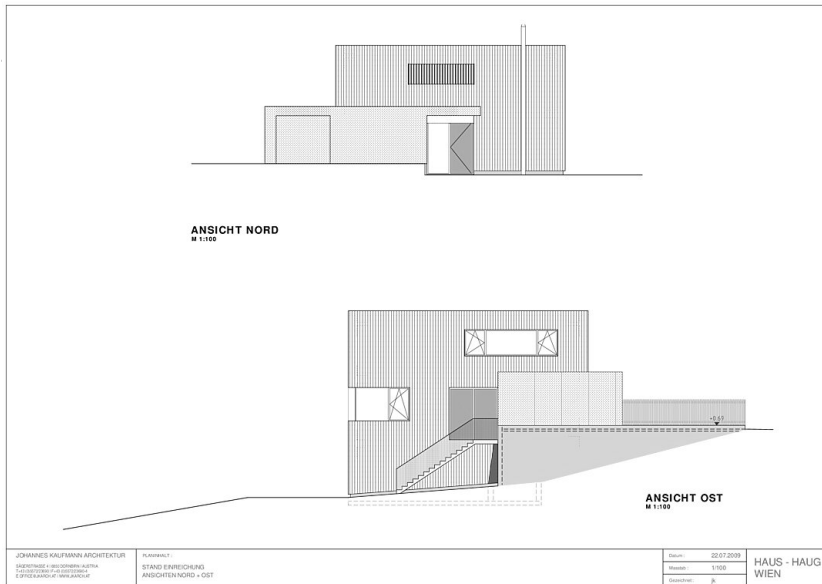 ANSICHT NORD
M 1:100
+0.69
ANSICHT OST
M 1:100
JOHANNES KAUFMANN ARCHITEKTUR
PLANINHALT :
STAND EINREICHUNG
ANSICHTEN NORD + OST
Datum :
22.07.2009
Massstab :
1/100
Gezeichnet:
jk
HAUS - HAUG
WIEN